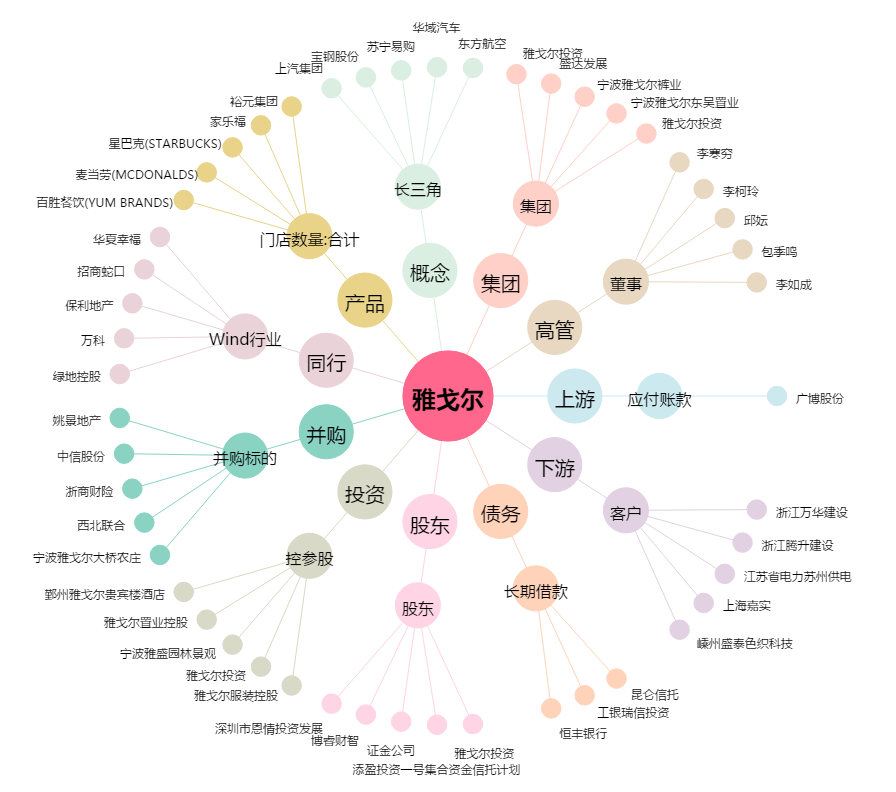 雅戈尔
概念
长三角
上汽集团
宝钢股份
苏宁易购
华域汽车
东方航空
集团
集团
雅戈尔投资
盛达发展
宁波雅戈尔裤业
宁波雅戈尔东吴置业
雅戈尔投资
高管
董事
李寒穷
李柯玲
邱妘
包季鸣
李如成
上游
应付账款
广博股份
下游
客户
浙江万华建设
浙江腾升建设
江苏省电力苏州供电
上海嘉实
嵊州盛泰色织科技
债务
长期借款
昆仑信托
工银瑞信投资
恒丰银行
股东
股东
雅戈尔投资
添盈投资一号集合资金信托计划
证金公司
博睿财智
深圳市恩情投资发展
投资
控参股
雅戈尔服装控股
雅戈尔投资
宁波雅盛园林景观
雅戈尔置业控股
鄞州雅戈尔贵宾楼酒店
并购
并购标的
宁波雅戈尔大桥农庄
西北联合
浙商财险
中信股份
姚景地产
同行
Wind行业
绿地控股
万科
保利地产
招商蛇口
华夏幸福
产品
门店数量:合计
百胜餐饮(YUM BRANDS)
麦当劳(MCDONALDS)
星巴克(STARBUCKS)
家乐福
裕元集团